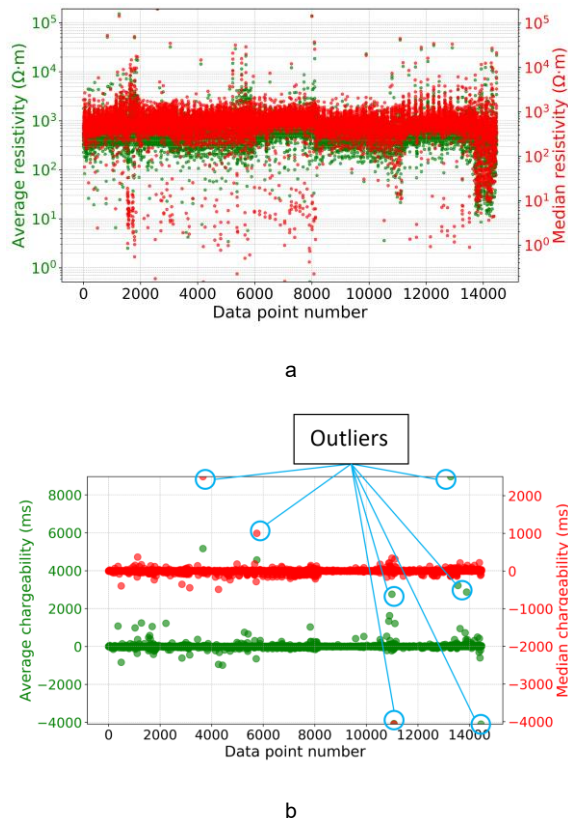 10⁵
10⁴
10³
10²
10¹
10⁰
Average resistivity (Ω·m)
10⁵
10⁴
10³
10²
10¹
10⁰
Median resistivity (Ω·m)
0 2000 4000 6000 8000 10000 12000 14000
Data point number
a
Outliers
8000
6000
4000
2000
0
−2000
−4000
Average chargeability (ms)
2000
1000
0
−1000
−2000
−3000
−4000
Median chargeability (ms)
0 2000 4000 6000 8000 10000 12000 14000
Data point number
b